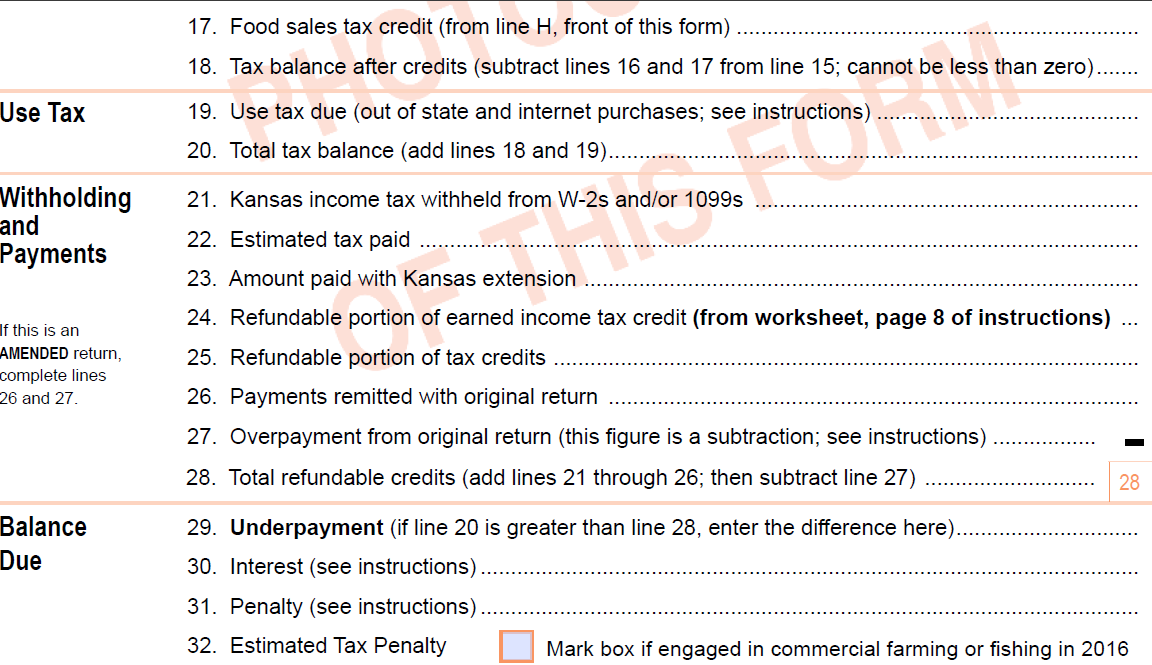 17. Food sales tax credit (from line H, front of this form) ................................................................
18. Tax balance after credits (subtract lines 16 and 17 from line 15; cannot be less than zero).......
Use Tax
19. Use tax due (out of state and internet purchases; see instructions) ..........................................
20. Total tax balance (add lines 18 and 19).....................................................................................
Withholding
and
Payments
21. Kansas income tax withheld from W-2s and/or 1099s ..............................................................
22. Estimated tax paid ....................................................................................................................
23. Amount paid with Kansas extension .........................................................................................
24. Refundable portion of earned income tax credit (from worksheet, page 8 of instructions) ...
If this is an
AMENDED return,
complete lines
26 and 27.
25. Refundable portion of tax credits ..............................................................................................
26. Payments remitted with original return .....................................................................................
27. Overpayment from original return (this figure is a subtraction; see instructions) .................
28. Total refundable credits (add lines 21 through 26; then subtract line 27) ............................ 28
Balance
Due
29. Underpayment (if line 20 is greater than line 28, enter the difference here)..............................
30. Interest (see instructions)..........................................................................................................
31. Penalty (see instructions)..........................................................................................................
32. Estimated Tax Penalty Mark box if engaged in commercial farming or fishing in 2016
OF THIS FORM